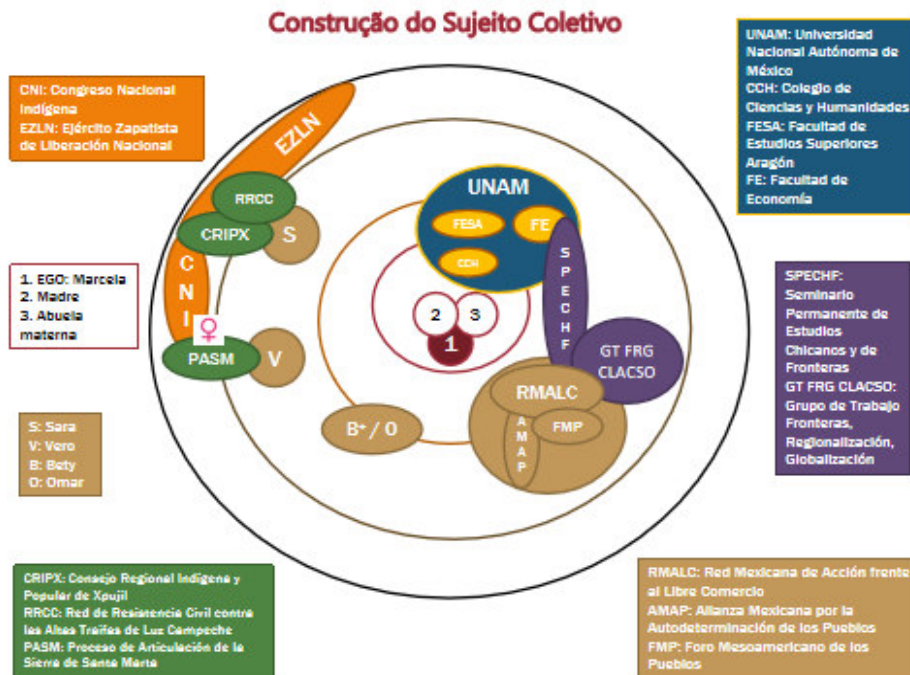 Construção do Sujeito Coletivo
CNI: Congreso Nacional
Indígena
EZLN: Ejército Zapatista
de Liberación Nacional
UNAM: Universidad
Nacional Autónoma de
México
CCH: Colegio de
Ciencias y Humanidades
FESA: Facultad de
Estudios Superiores
Aragón
FE: Facultad de
Economía
EZLN
RRCC
CRIPX
S
CNI
♀
PASM
V
UNAM
FESA
FE
CCH
SPECHF
2
3
1
GT FRG
CLACSO
RMALC
AMAP
FMP
B+ / O
1. EGO: Marcela
2. Madre
3. Abuela
materna
SPECHF:
Seminario
Permanente de
Estudios
Chicanos y de
Fronteras
GT FRG CLACSO:
Grupo de Trabajo
Fronteras,
Regionalización,
Globalización
S: Sara
V: Vero
B: Bety
O: Omar
CRIPX: Consejo Regional Indígena y
Popular de Xpujil
RRCC: Red de Resistencia Civil contra
las Altas Traifas de Luz Campeche
PASM: Proceso de Articulación de la
Sierra de Santa Marta
RMALC: Red Mexicana de Acción frente
al Libre Comercio
AMAP: Alianza Mexicana por la
Autodeterminación de los Pueblos
FMP: Foro Mesoamericano de los
Pueblos